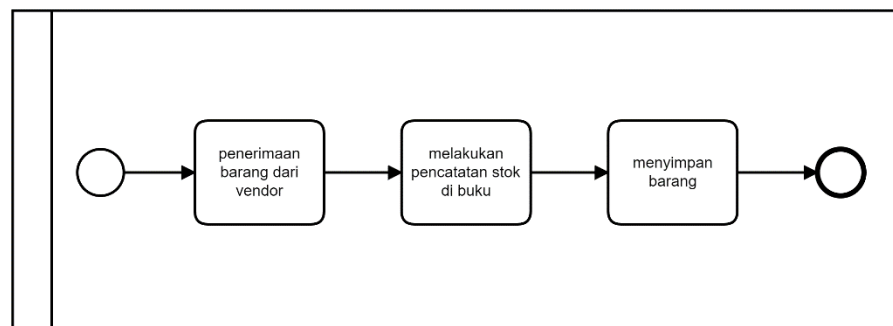 penerimaan
barang dari
vendor
melakukan
pencatatan stok
di buku
menyimpan
barang